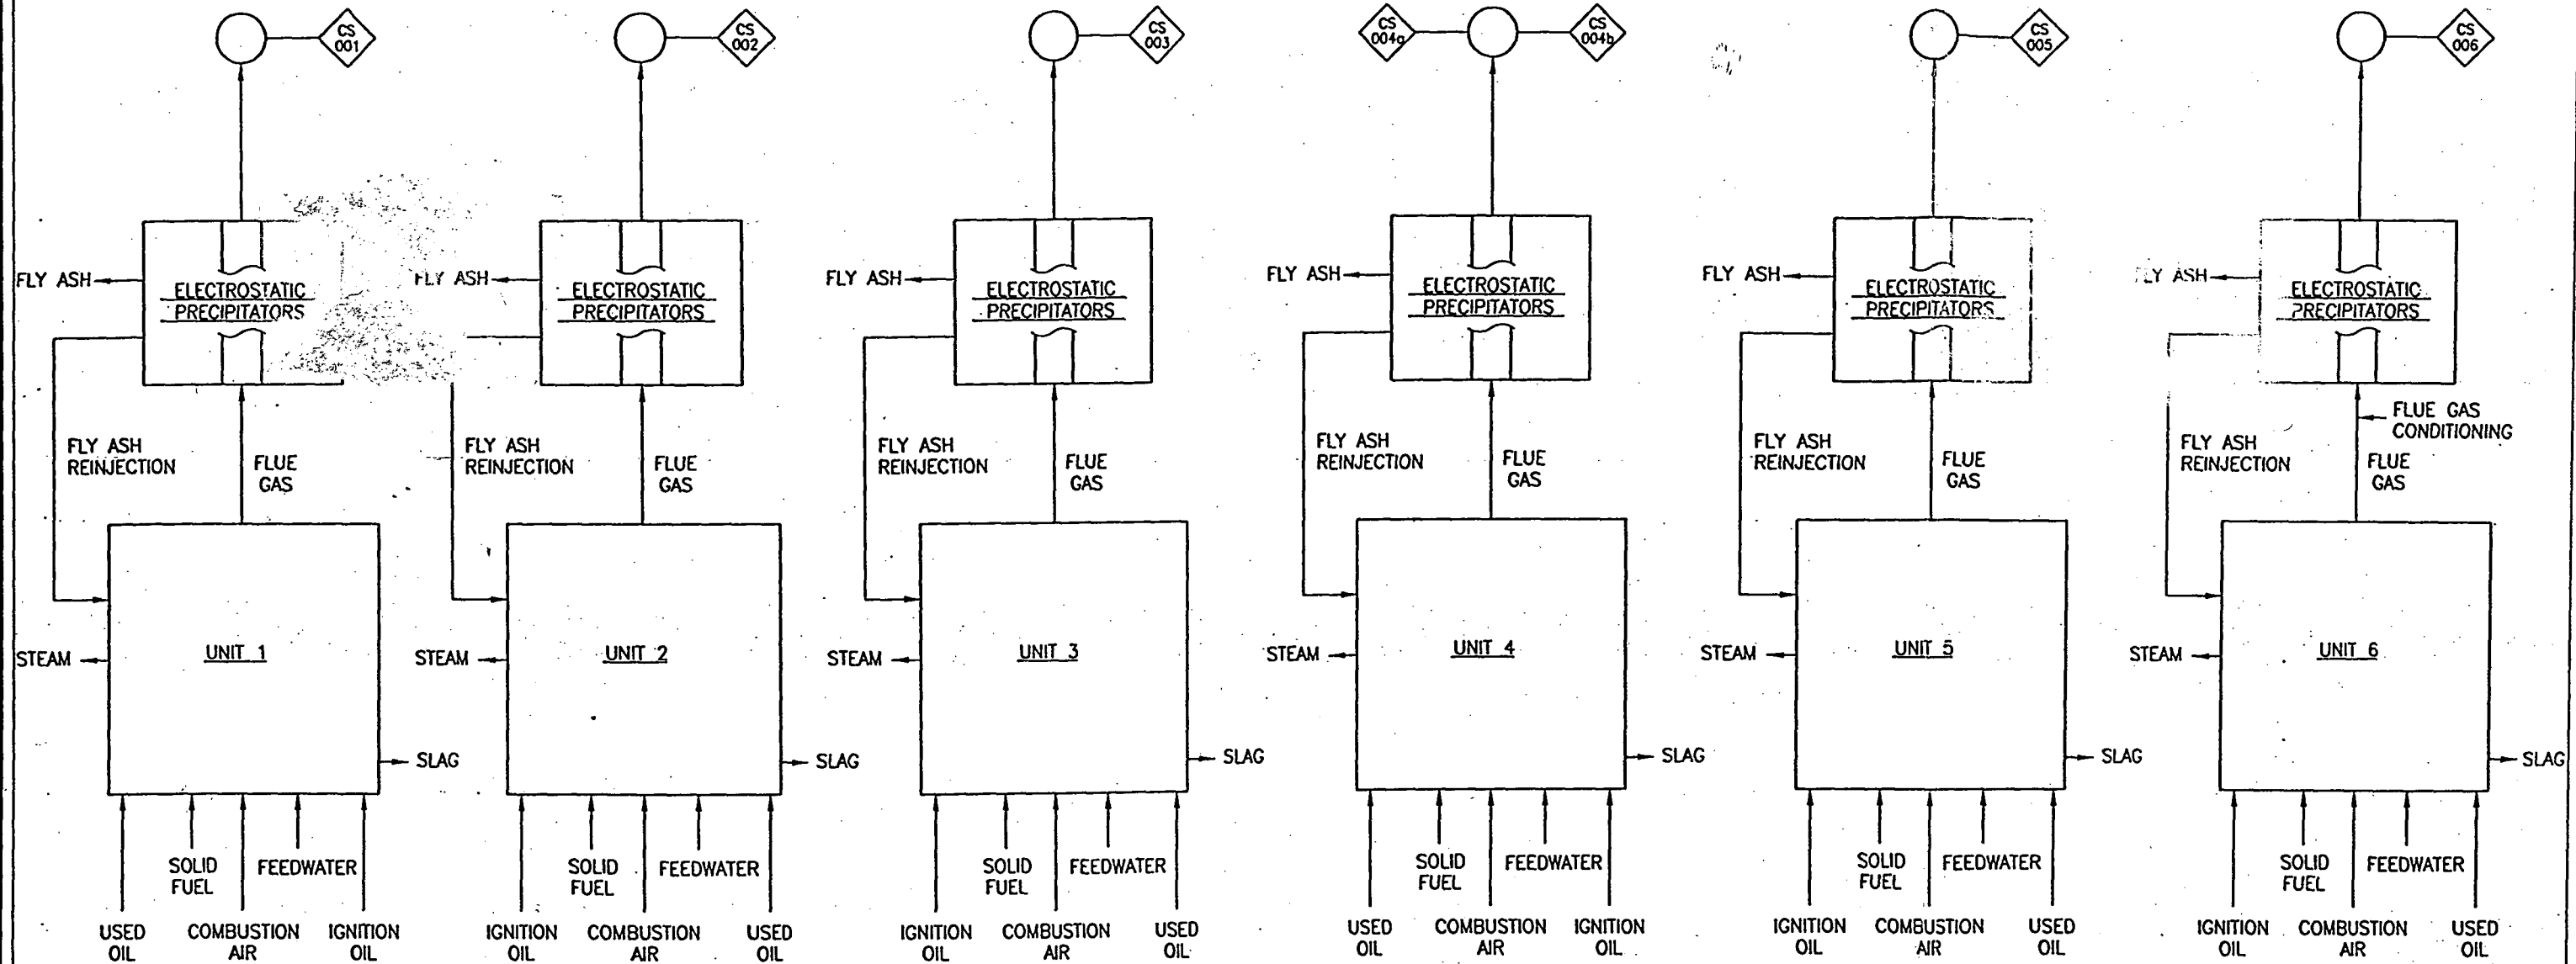 CS
001
CS
002
CS
003
CS
004a
CS
004b
CS
005
CS
006
FLY ASH
ELECTROSTATIC
PRECIPITATORS
FLY ASH
ELECTROSTATIC
PRECIPITATORS
FLY ASH
ELECTROSTATIC
PRECIPITATORS
FLY ASH
ELECTROSTATIC
PRECIPITATORS
FLY ASH
ELECTROSTATIC
PRECIPITATORS
FLY ASH
ELECTROSTATIC
PRECIPITATORS
FLY ASH
REINJECTION
FLUE
GAS
FLY ASH
REINJECTION
FLUE
GAS
FLY ASH
REINJECTION
FLUE
GAS
FLY ASH
REINJECTION
FLUE
GAS
FLY ASH
REINJECTION
FLUE
GAS
FLY ASH
REINJECTION
FLUE GAS
CONDITIONING
FLUE
GAS
STEAM
UNIT 1
SLAG
STEAM
UNIT 2
SLAG
STEAM
UNIT 3
SLAG
STEAM
UNIT 4
SLAG
STEAM
UNIT 5
SLAG
STEAM
UNIT 6
SLAG
SOLID
FUEL
FEEDWATER
SOLID
FUEL
FEEDWATER
SOLID
FUEL
FEEDWATER
SOLID
FUEL
FEEDWATER
SOLID
FUEL
FEEDWATER
SOLID
FUEL
FEEDWATER
USED
OIL
COMBUSTION
AIR
IGNITION
OIL
IGNITION
OIL
COMBUSTION
AIR
USED
OIL
IGNITION
OIL
COMBUSTION
AIR
USED
OIL
USED
OIL
COMBUSTION
AIR
IGNITION
OIL
IGNITION
OIL
COMBUSTION
AIR
USED
OIL
IGNITION
OIL
COMBUSTION
AIR
USED
OIL